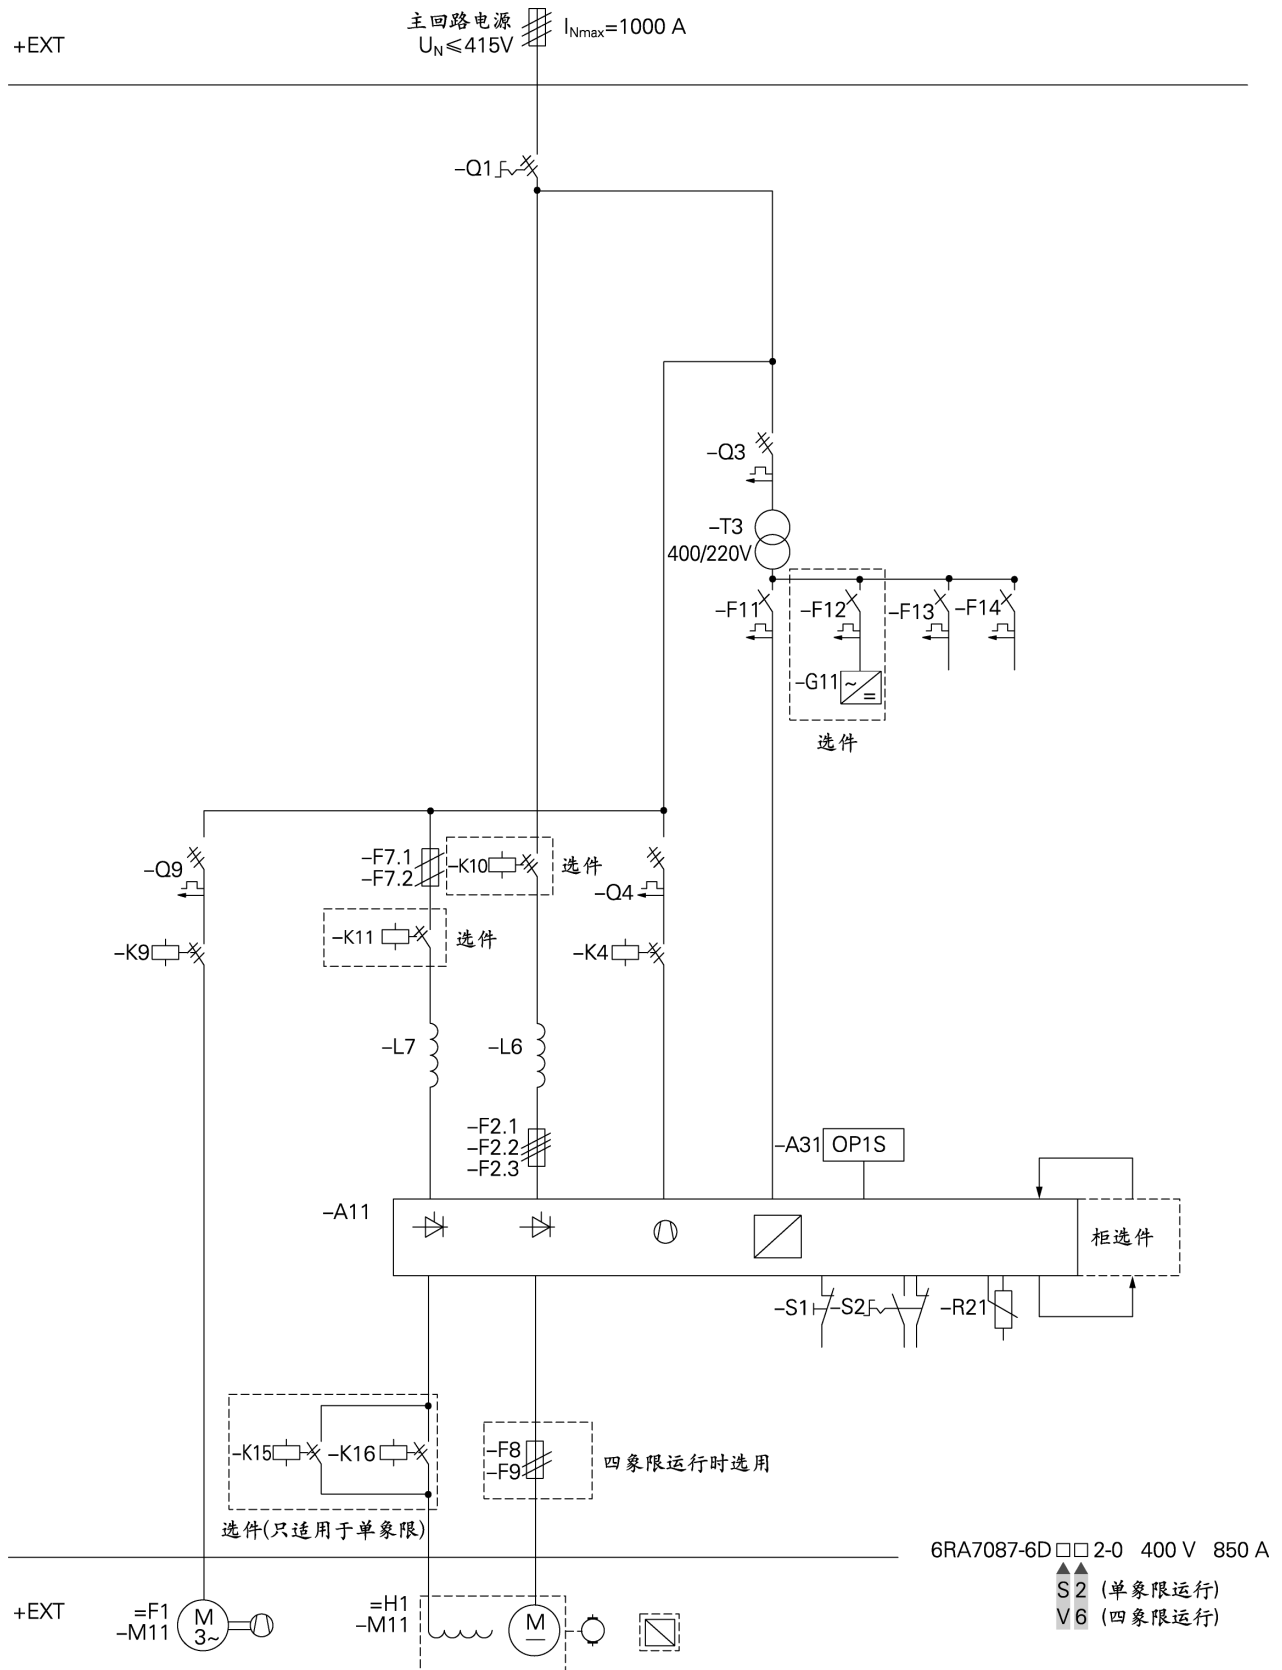 主回路电源
U_N≤415V
I_Nmax=1000 A
+EXT
–Q1
–Q3
–T3
400/220V
–F11
–F12
–F13
–F14
–G11
~
=
选件
–Q9
–F7.1
–F7.2
–K10
选件
–Q4
–K11
选件
–K9
–K4
–L7
–L6
–F2.1
–F2.2
–F2.3
–A31
OP1S
–A11
柜选件
–S1
–S2
–R21
–K15
–K16
–F8
–F9
四象限运行时选用
选件(只适用于单象限)
6RA7087-6D□□2-0 400 V 850 A
S 2 (单象限运行)
V 6 (四象限运行)
+EXT
=F1
–M11
M
3~
=H1
–M11
M